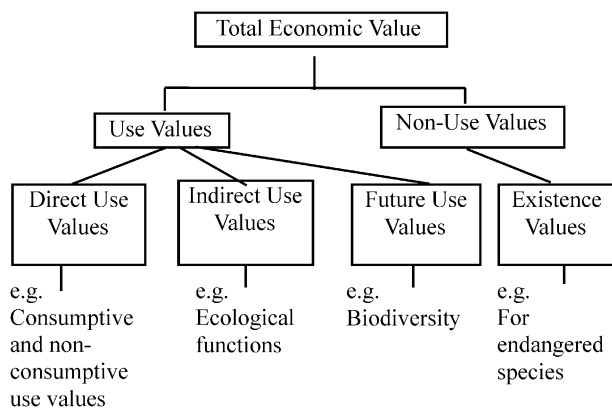 Total Economic Value
Use Values
Non-Use Values
Direct Use
Values
Indirect Use
Values
Future Use
Values
Existence
Values
e.g.
Consumptive
and non-
consumptive
use values
e.g.
Ecological
functions
e.g.
Biodiversity
e.g.
For
endangered
species